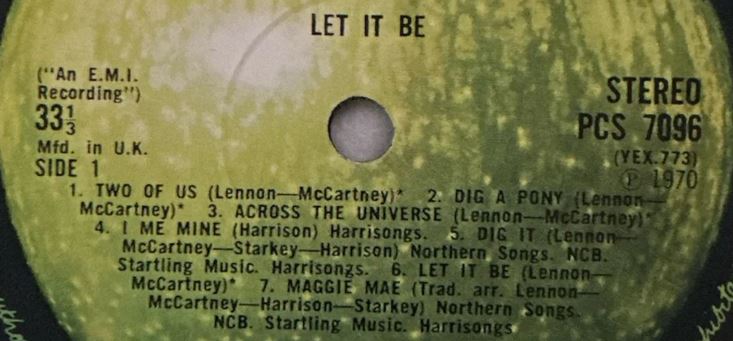 LET IT BE
("An E.M.I.
Recording")
33⅓
Mfd. in U.K.
SIDE 1
STEREO
PCS 7096
(YEX.773)
Ⓟ 1970
1. TWO OF US (Lennon—McCartney)* 2. DIG A PONY (Lennon—
McCartney)* 3. ACROSS THE UNIVERSE (Lennon—McCartney)*
4. I ME MINE (Harrison) Harrisongs. 5. DIG IT (Lennon—
McCartney—Starkey—Harrison) Northern Songs. NCB.
Startling Music. Harrisongs. 6. LET IT BE (Lennon—
McCartney)* 7. MAGGIE MAE (Trad. arr. Lennon—
McCartney—Harrison—Starkey) Northern Songs.
NCB. Startling Music. Harrisongs